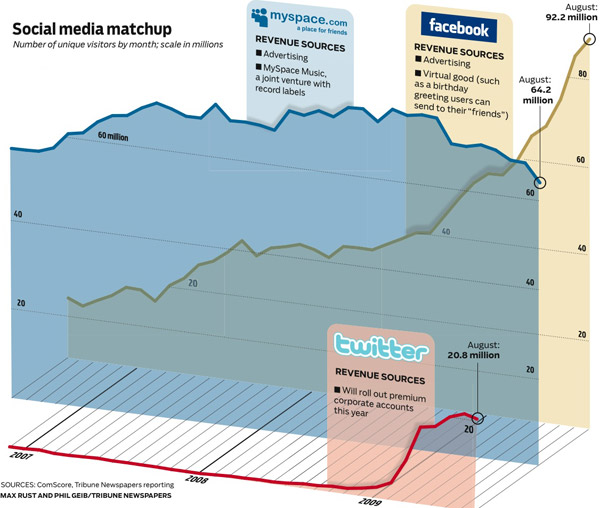 Social media matchup
Number of unique visitors by month; scale in millions
myspace.com
a place for friends
REVENUE SOURCES
■ Advertising
■ MySpace Music,
a joint venture with
record labels
facebook
REVENUE SOURCES
■ Advertising
■ Virtual good (such
as a birthday
greeting users can
send to their “friends”)
August:
92.2 million
August:
64.2
million
80
60
40
20
60 million
40
20
60
40
20
40
20
twitter
REVENUE SOURCES
■ Will roll out premium
corporate accounts
this year
August:
20.8 million
20
2007
2008
2009
SOURCES: ComScore, Tribune Newspapers reporting
MAX RUST AND PHIL GEIB/TRIBUNE NEWSPAPERS